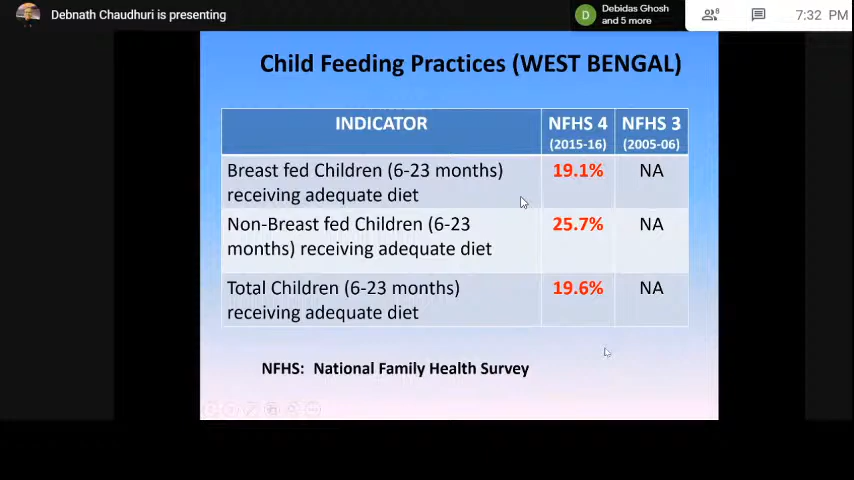 Debnath Chaudhuri is presenting
D
Debidas Ghosh
and 5 more
8
7:32 PM
Child Feeding Practices (WEST BENGAL)
INDICATOR NFHS 4 NFHS 3
(2015-16) (2005-06)
Breast fed Children (6-23 months) 19.1% NA
receiving adequate diet
Non-Breast fed Children (6-23 25.7% NA
months) receiving adequate diet
Total Children (6-23 months) 19.6% NA
receiving adequate diet
NFHS: National Family Health Survey